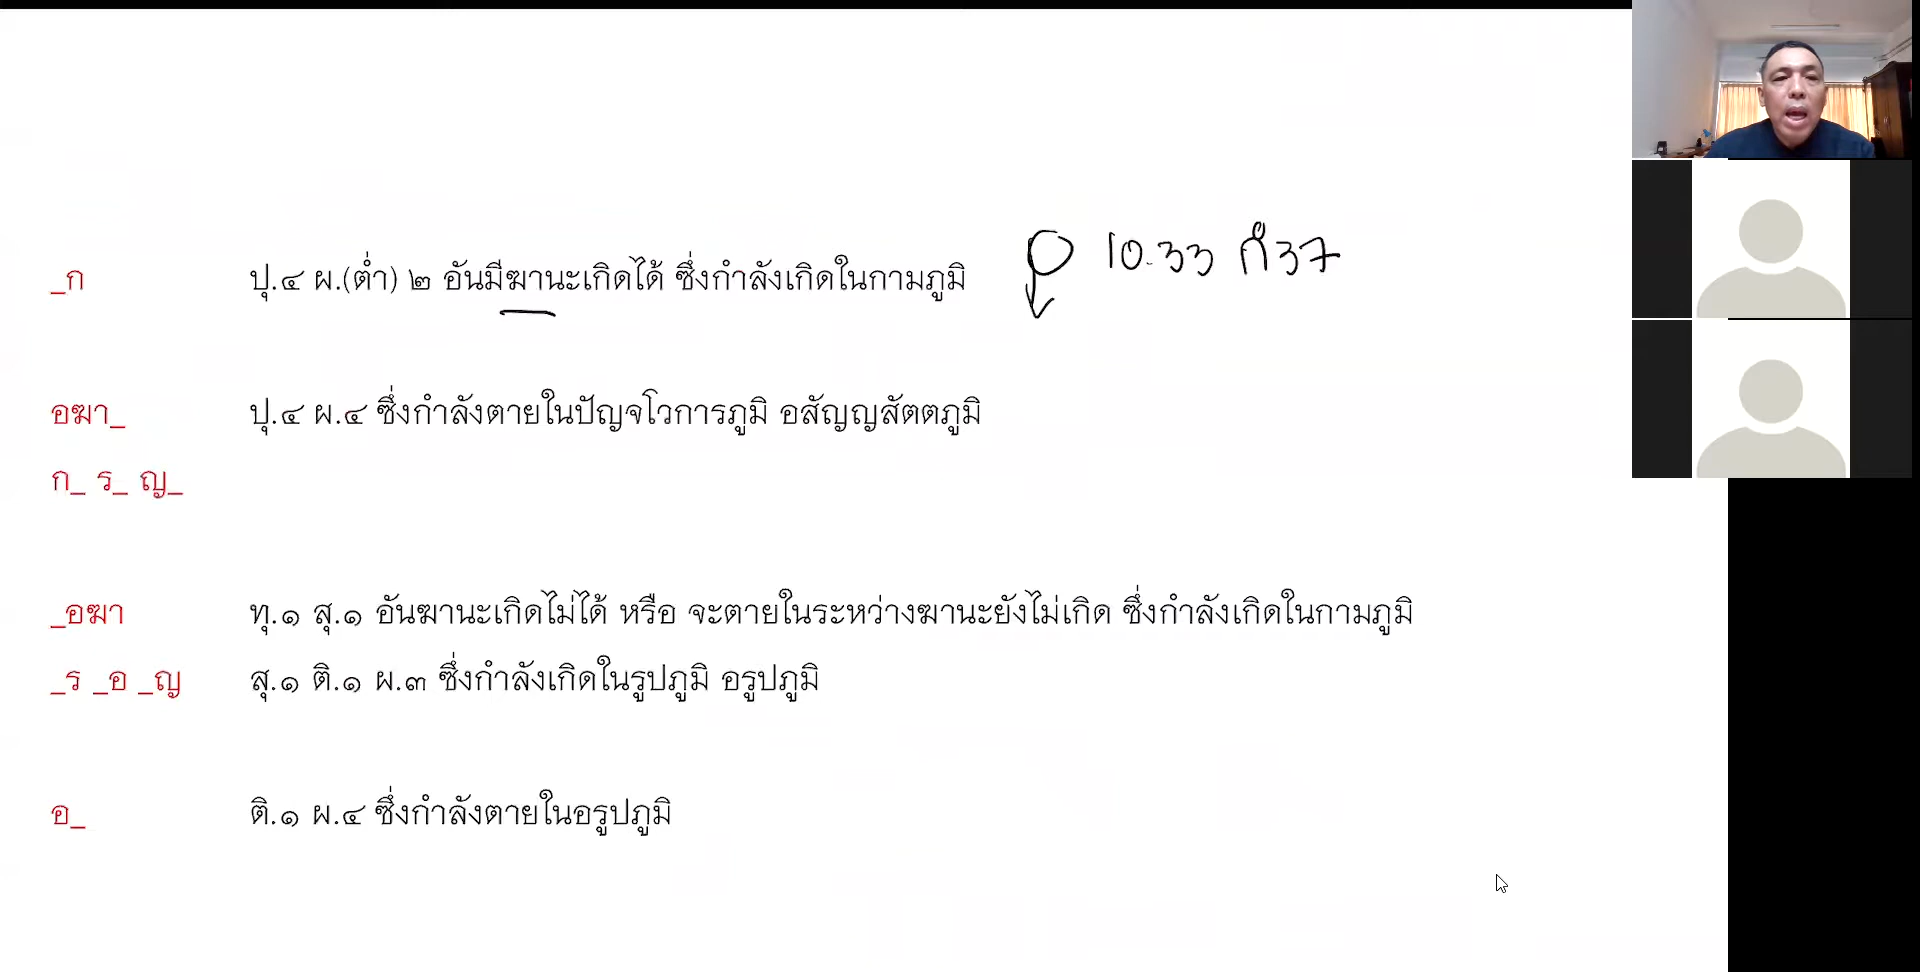 _ก ปุ.๔ ผ.(ต่ำ) ๒ อันมีฆานะเกิดได้ ซึ่งกำลังเกิดในกามภูมิ 10.33 กํ 37
อฆา_ ปุ.๔ ผ.๔ ซึ่งกำลังตายในปัญจโวการภูมิ อสัญญสัตตภูมิ
ก_ ร_ ญ_
_อฆา ทุ.๑ สุ.๑ อันฆานะเกิดไม่ได้ หรือ จะตายในระหว่างฆานะยังไม่เกิด ซึ่งกำลังเกิดในกามภูมิ
_ร _อ _ญ สุ.๑ ติ.๑ ผ.๓ ซึ่งกำลังเกิดในรูปภูมิ อรูปภูมิ
อ_ ติ.๑ ผ.๔ ซึ่งกำลังตายในอรูปภูมิ